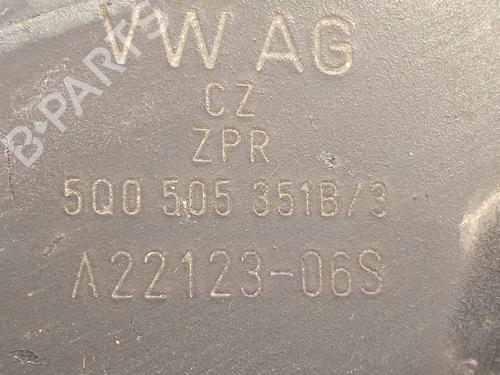 VW AG
CZ
ZPR
5Q0 505 351B/3
A22123-06S
B-PARTS